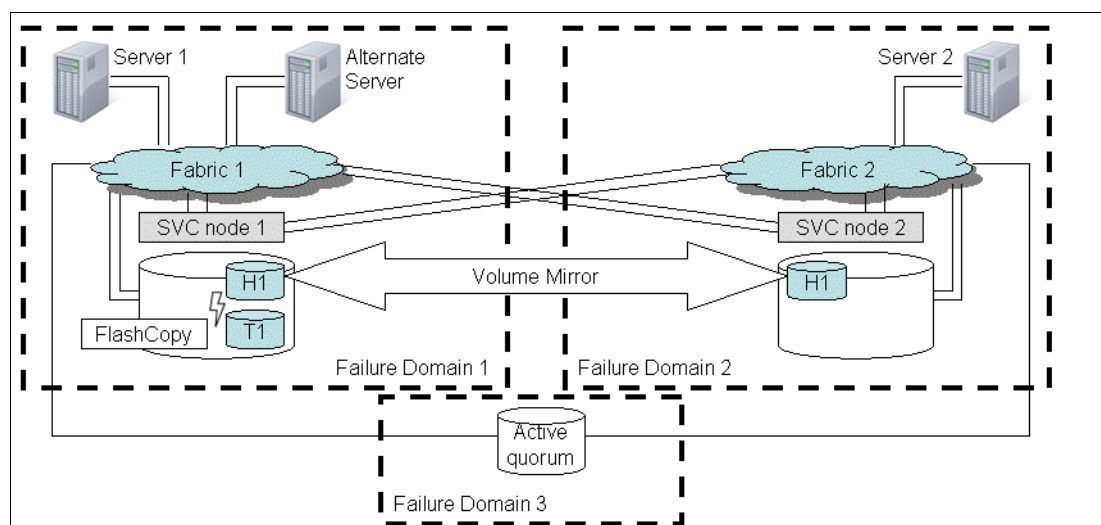 Server 1
Alternate
Server
Server 2
Fabric 1
Fabric 2
SVC node 1
SVC node 2
Volume Mirror
H1
H1
FlashCopy
T1
Failure Domain 1
Failure Domain 2
Active
quorum
Failure Domain 3